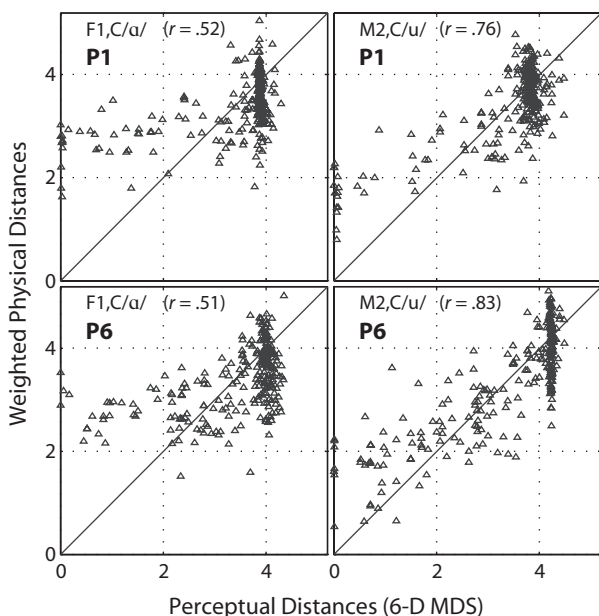 F1,C/ɑ/ (r = .52)
P1
M2,C/u/ (r = .76)
P1
4
2
0
F1,C/ɑ/ (r = .51)
P6
M2,C/u/ (r = .83)
P6
4
2
0
0 2 4 0 2 4
Weighted Physical Distances
Perceptual Distances (6-D MDS)